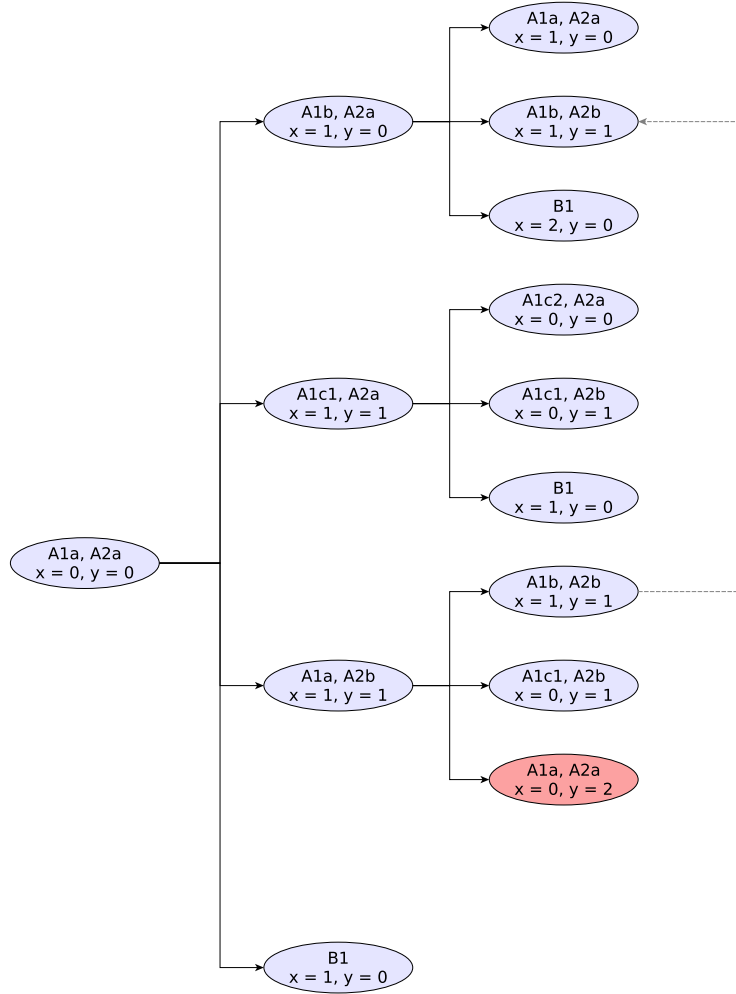 A1a, A2a
x = 1, y = 0
A1b, A2a
x = 1, y = 0
A1b, A2b
x = 1, y = 1
B1
x = 2, y = 0
A1c2, A2a
x = 0, y = 0
A1c1, A2a
x = 1, y = 1
A1c1, A2b
x = 0, y = 1
B1
x = 1, y = 0
A1a, A2a
x = 0, y = 0
A1b, A2b
x = 1, y = 1
A1a, A2b
x = 1, y = 1
A1c1, A2b
x = 0, y = 1
A1a, A2a
x = 0, y = 2
B1
x = 1, y = 0